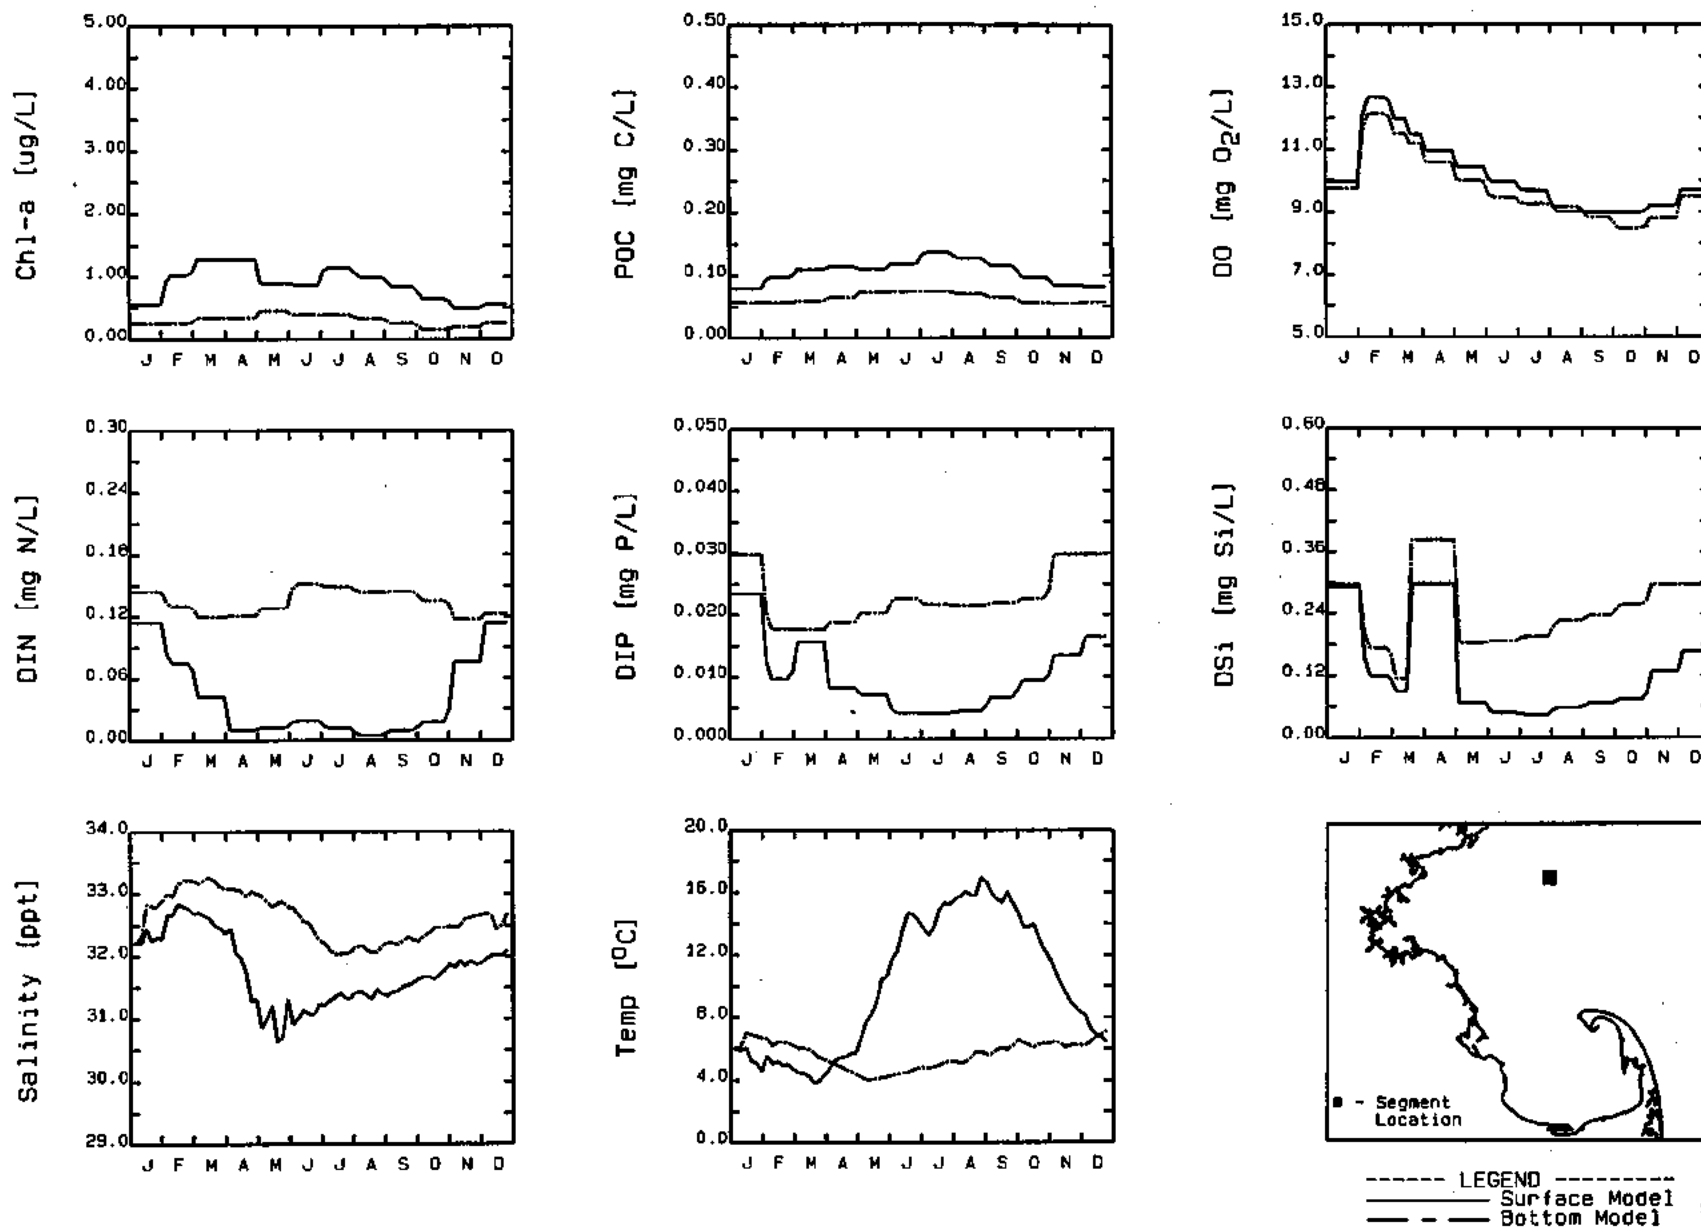 Chl-a [ug/L]
5.00
4.00
3.00
2.00
1.00
0.00
J F M A M J J A S O N D
POC [mg C/L]
0.50
0.40
0.30
0.20
0.10
0.00
J F M A M J J A S O N D
DO [mg O2/L]
15.0
13.0
11.0
9.0
7.0
5.0
J F M A M J J A S O N D
DIN [mg N/L]
0.30
0.24
0.18
0.12
0.06
0.00
J F M A M J J A S O N D
DIP [mg P/L]
0.050
0.040
0.030
0.020
0.010
0.000
J F M A M J J A S O N D
DSi [mg Si/L]
0.60
0.48
0.36
0.24
0.12
0.00
J F M A M J J A S O N D
Salinity [ppt]
34.0
33.0
32.0
31.0
30.0
29.0
J F M A M J J A S O N D
Temp [ºC]
20.0
16.0
12.0
8.0
4.0
0.0
J F M A M J J A S O N D
■ - Segment
Location
LEGEND
Surface Model
Bottom Model